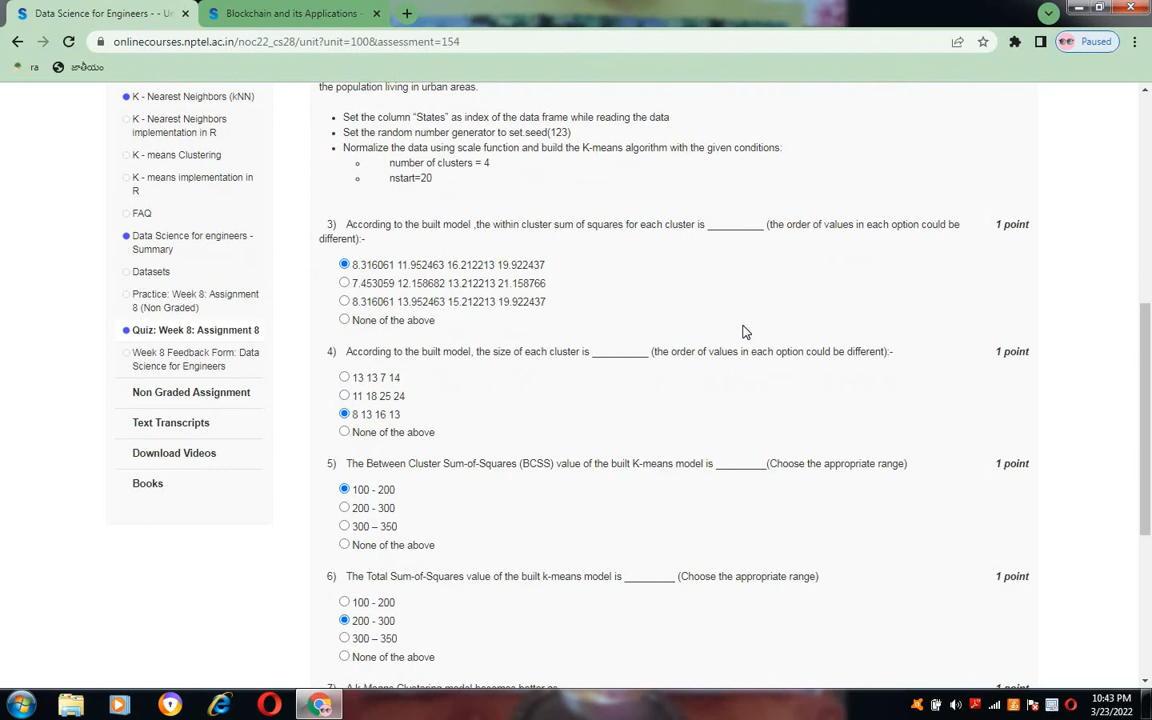 Data Science for Engineers - - Un
Blockchain and its Applications -
onlinecourses.nptel.ac.in/noc22_cs28/unit?unit=100&assessment=154
Paused
ra
జాతీయం
K - Nearest Neighbors (kNN)
K - Nearest Neighbors
implementation in R
K - means Clustering
K - means implementation in
R
FAQ
Data Science for engineers -
Summary
Datasets
Practice: Week 8: Assignment
8 (Non Graded)
Quiz: Week 8: Assignment 8
Week 8 Feedback Form: Data
Science for Engineers
Non Graded Assignment
Text Transcripts
Download Videos
Books
the population living in urban areas.
Set the column “States” as index of the data frame while reading the data
Set the random number generator to set.seed(123)
Normalize the data using scale function and build the K-means algorithm with the given conditions:
number of clusters = 4
nstart=20
3) According to the built model ,the within cluster sum of squares for each cluster is __________ (the order of values in each option could be 1 point
different):-
8.316061 11.952463 16.212213 19.922437
7.453059 12.158682 13.212213 21.158766
8.316061 13.952463 15.212213 19.922437
None of the above
4) According to the built model, the size of each cluster is __________ (the order of values in each option could be different):- 1 point
13 13 7 14
11 18 25 24
8 13 16 13
None of the above
5) The Between Cluster Sum-of-Squares (BCSS) value of the built K-means model is _________(Choose the appropriate range) 1 point
100 - 200
200 - 300
300 – 350
None of the above
6) The Total Sum-of-Squares value of the built k-means model is _________ (Choose the appropriate range) 1 point
100 - 200
200 - 300
300 – 350
None of the above
7) A k-Means Clustering model becomes better as 1 point
10:43 PM
3/23/2022